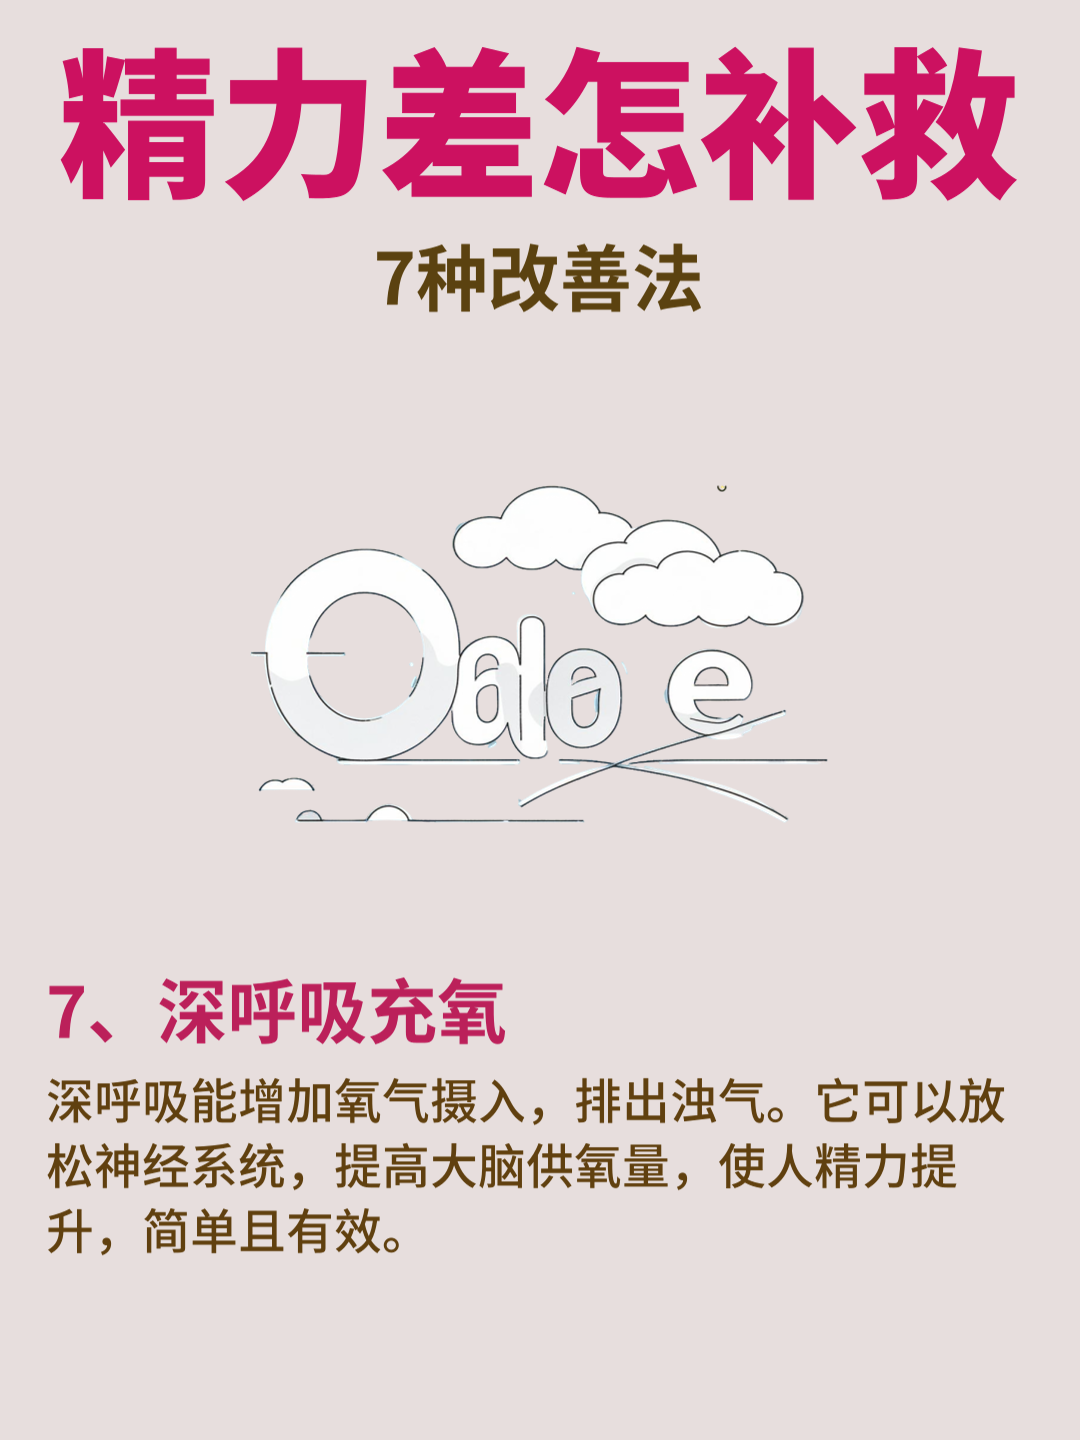 精力差怎补救
7种改善法
7、深呼吸充氧
深呼吸能增加氧气摄入，排出浊气。它可以放
松神经系统，提高大脑供氧量，使人精力提
升，简单且有效。